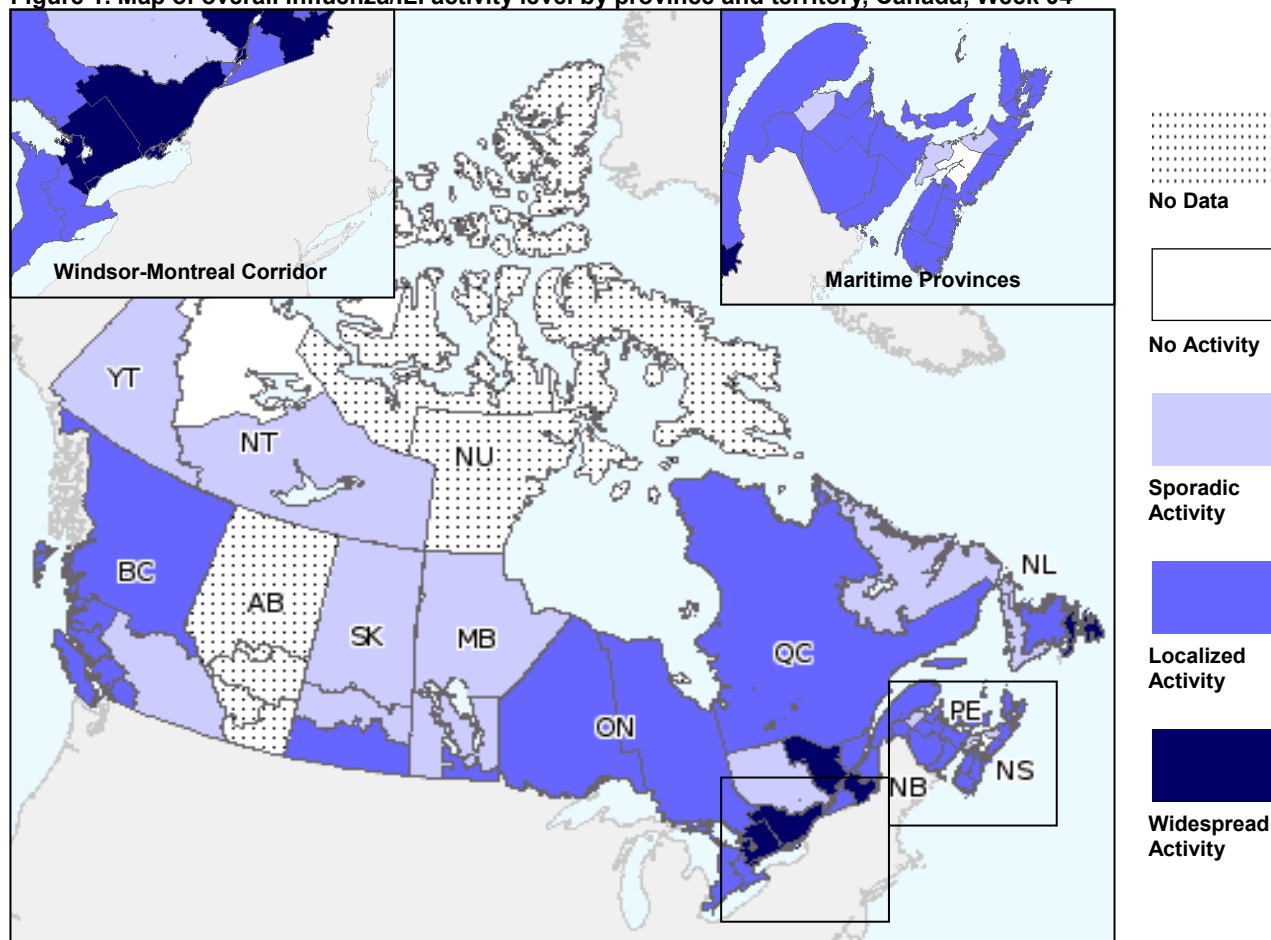 Figure 1. Map of overall influenza/ILI activity level by province and territory, Canada, Week 04
Windsor-Montreal Corridor
Maritime Provinces
No Data
No Activity
Sporadic
Activity
Localized
Activity
Widespread
Activity
YT
NT
NU
BC
AB
SK
MB
ON
QC
NL
PE
NB
NS